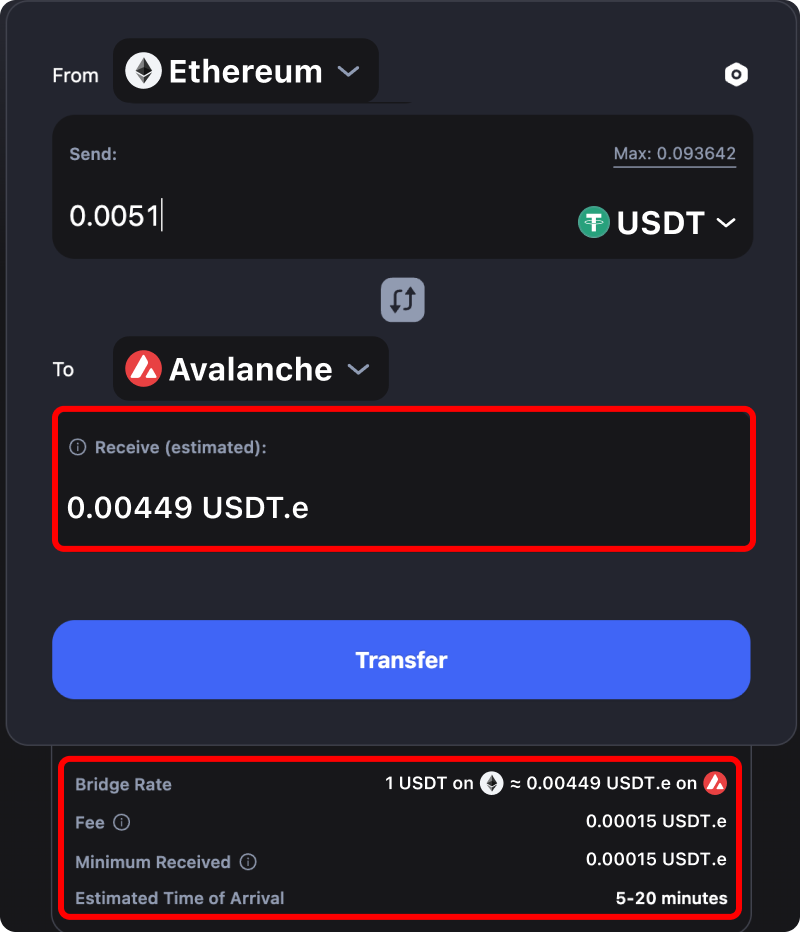 From Ethereum
Send: Max: 0.093642
0.0051 USDT
To Avalanche
Receive (estimated):
0.00449 USDT.e
Transfer
Bridge Rate 1 USDT on ≈ 0.00449 USDT.e on
Fee 0.00015 USDT.e
Minimum Received 0.00015 USDT.e
Estimated Time of Arrival 5-20 minutes